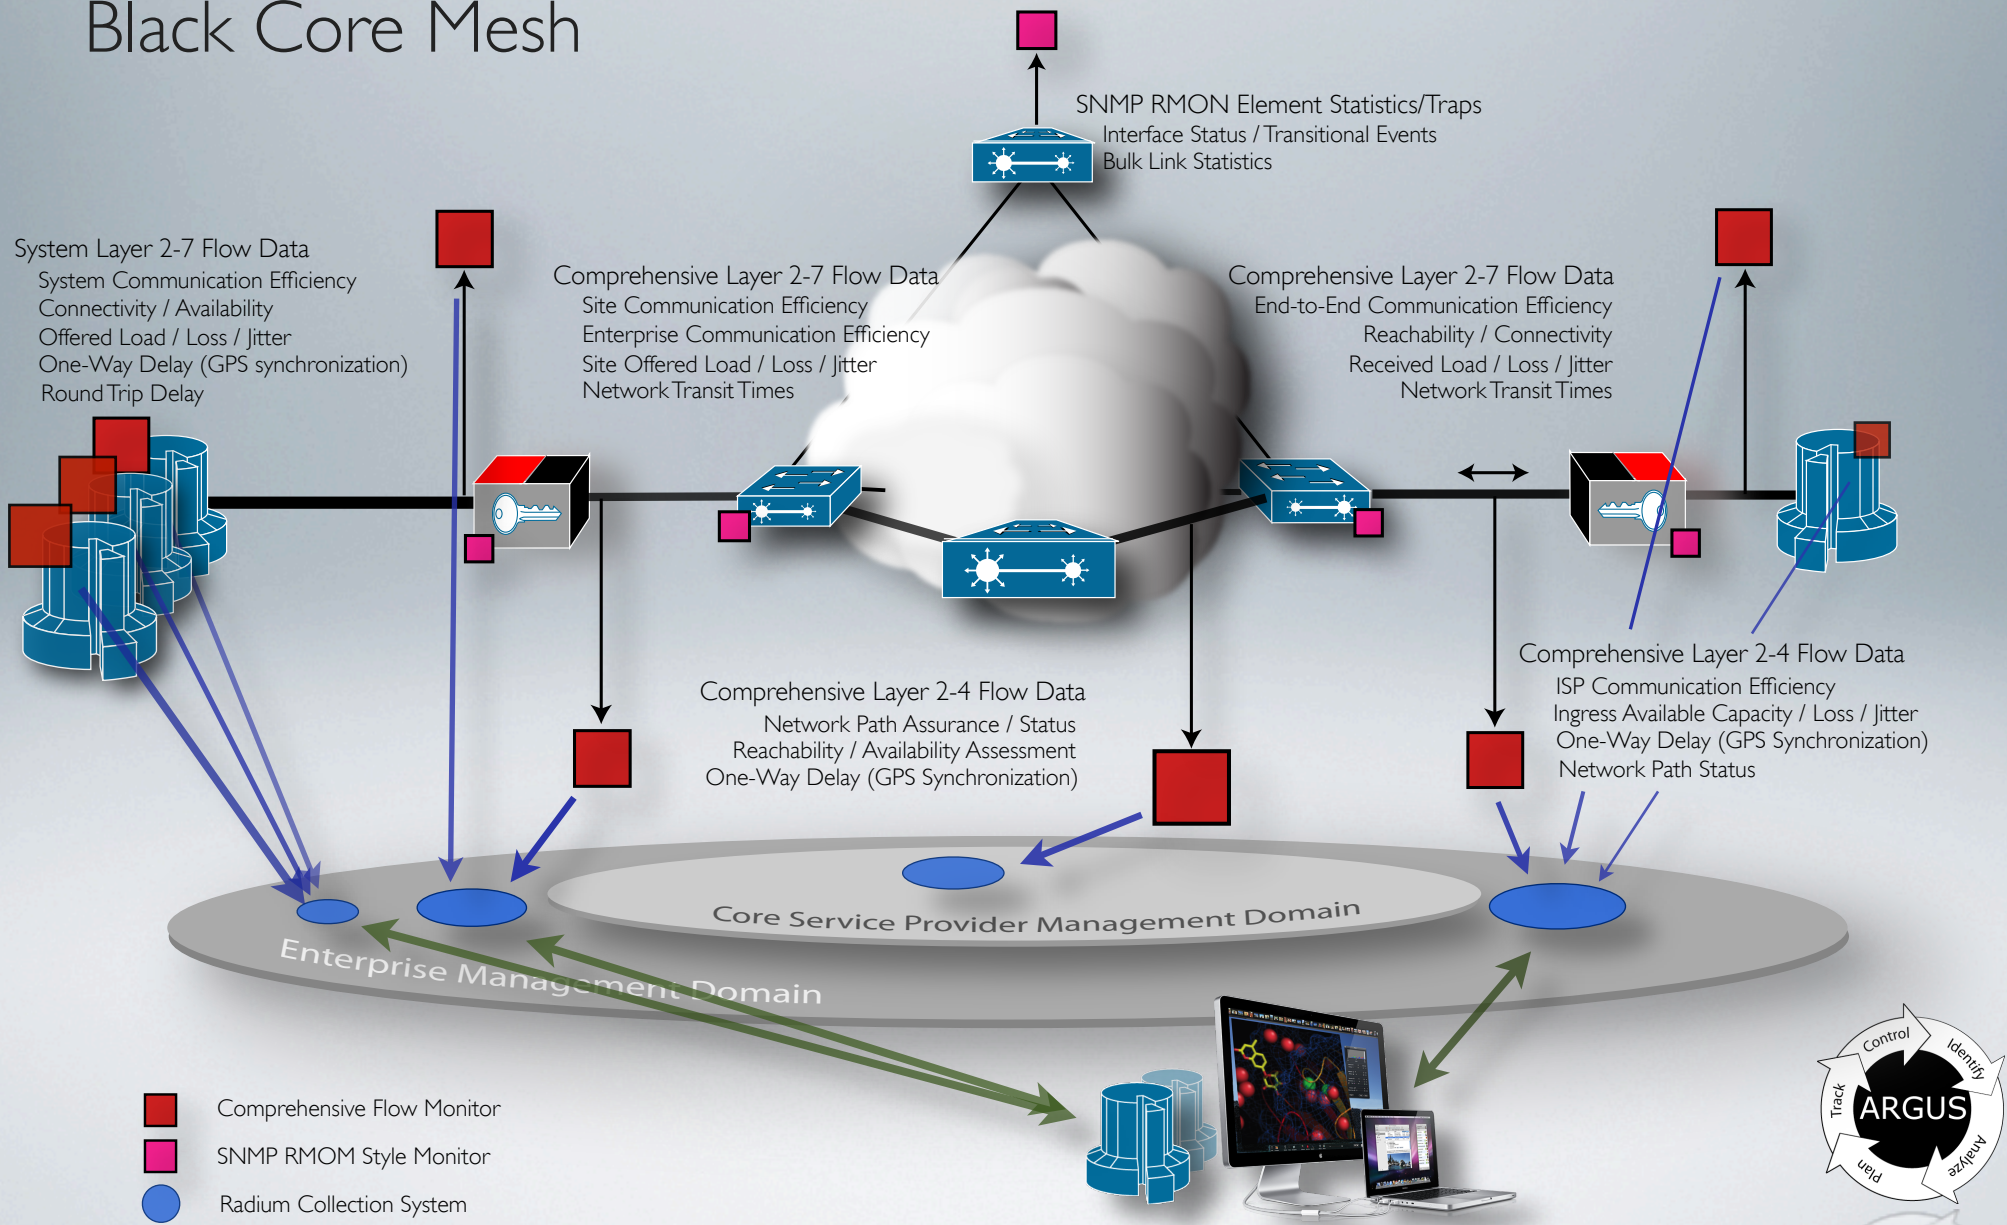 Black Core Mesh
SNMP RMON Element Statistics/Traps
Interface Status / Transitional Events
Bulk Link Statistics
System Layer 2-7 Flow Data
System Communication Efficiency
Connectivity / Availability
Offered Load / Loss / Jitter
One-Way Delay (GPS synchronization)
Round Trip Delay
Comprehensive Layer 2-7 Flow Data
Site Communication Efficiency
Enterprise Communication Efficiency
Site Offered Load / Loss / Jitter
Network Transit Times
Comprehensive Layer 2-7 Flow Data
End-to-End Communication Efficiency
Reachability / Connectivity
Received Load / Loss / Jitter
Network Transit Times
Comprehensive Layer 2-4 Flow Data
Network Path Assurance / Status
Reachability / Availability Assessment
One-Way Delay (GPS Synchronization)
Comprehensive Layer 2-4 Flow Data
ISP Communication Efficiency
Ingress Available Capacity / Loss / Jitter
One-Way Delay (GPS Synchronization)
Network Path Status
Core Service Provider Management Domain
Enterprise Management Domain
Comprehensive Flow Monitor
SNMP RMOM Style Monitor
Radium Collection System
Control
Identify
Analyze
Plan
Track
ARGUS